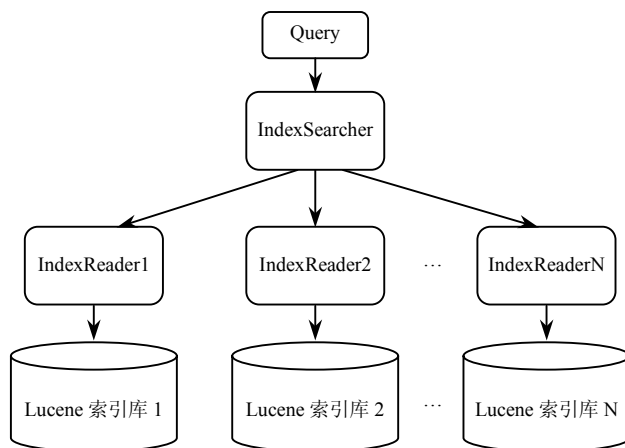 Query
IndexSearcher
IndexReader1
IndexReader2
…
IndexReaderN
Lucene 索引库 1
Lucene 索引库 2
…
Lucene 索引库 N